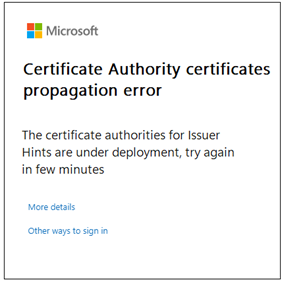 Microsoft
Certificate Authority certificates
propagation error
The certificate authorities for Issuer
Hints are under deployment, try again
in few minutes
More details
Other ways to sign in